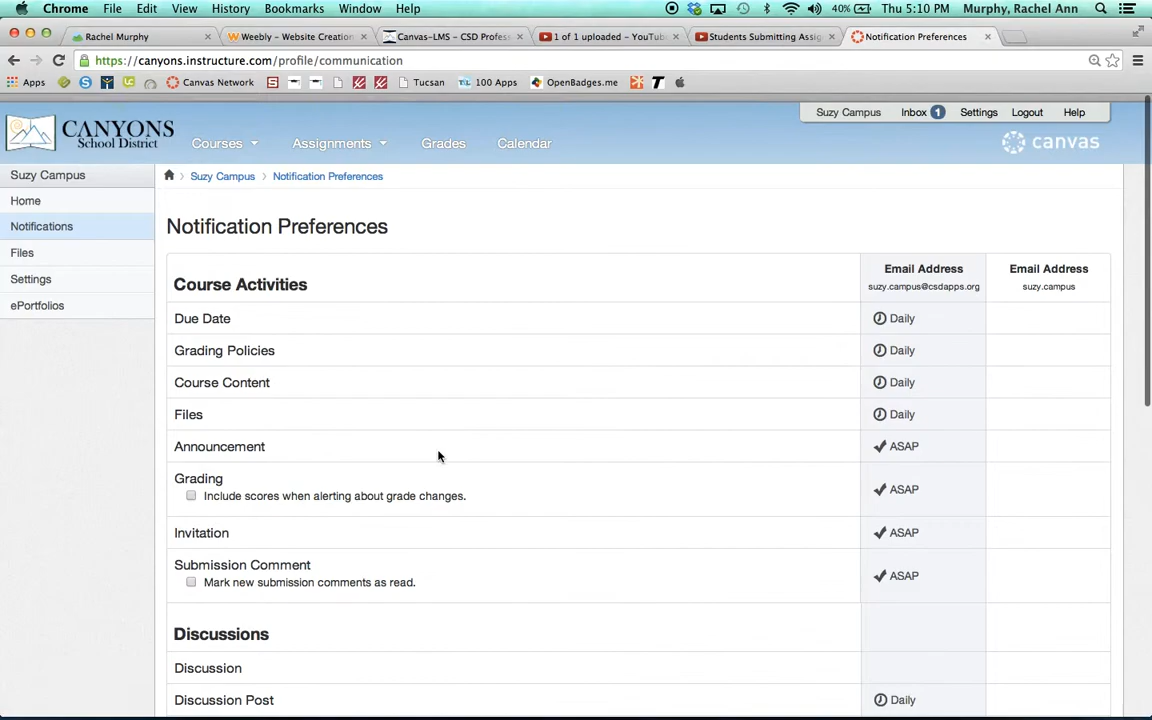 Chrome File Edit View History Bookmarks Window Help 40% Thu 5:10 PM Murphy, Rachel Ann
Rachel Murphy Weebly - Website Creation Canvas-LMS - CSD Profess 1 of 1 uploaded - YouTube Students Submitting Assig Notification Preferences
https://canyons.instructure.com/profile/communication
Apps Canvas Network Tucsan 100 Apps OpenBadges.me
Suzy Campus Inbox 1 Settings Logout Help
CANYONS
School District
Courses Assignments Grades Calendar
canvas
Suzy Campus
Suzy Campus > Notification Preferences
Home
Notifications
Files
Settings
ePortfolios
Notification Preferences
Course Activities
Email Address
suzy.campus@csdapps.org
Email Address
suzy.campus
Due Date Daily
Grading Policies Daily
Course Content Daily
Files Daily
Announcement ASAP
Grading
Include scores when alerting about grade changes.
ASAP
Invitation ASAP
Submission Comment
Mark new submission comments as read.
ASAP
Discussions
Discussion
Discussion Post Daily